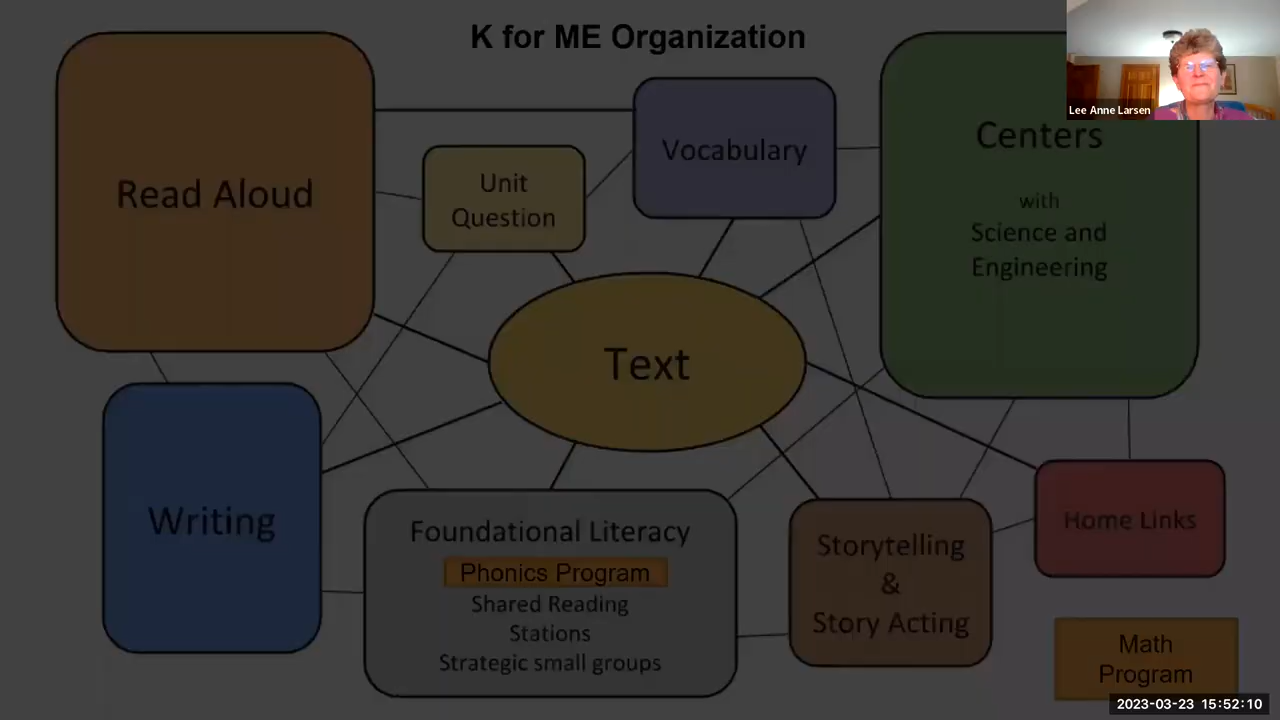 K for ME Organization
Lee Anne Larsen
Read Aloud
Unit
Question
Vocabulary
Centers
with
Science and
Engineering
Text
Writing
Foundational Literacy
Phonics Program
Shared Reading
Stations
Strategic small groups
Storytelling
&
Story Acting
Home Links
Math
Program
2023-03-23 15:52:10